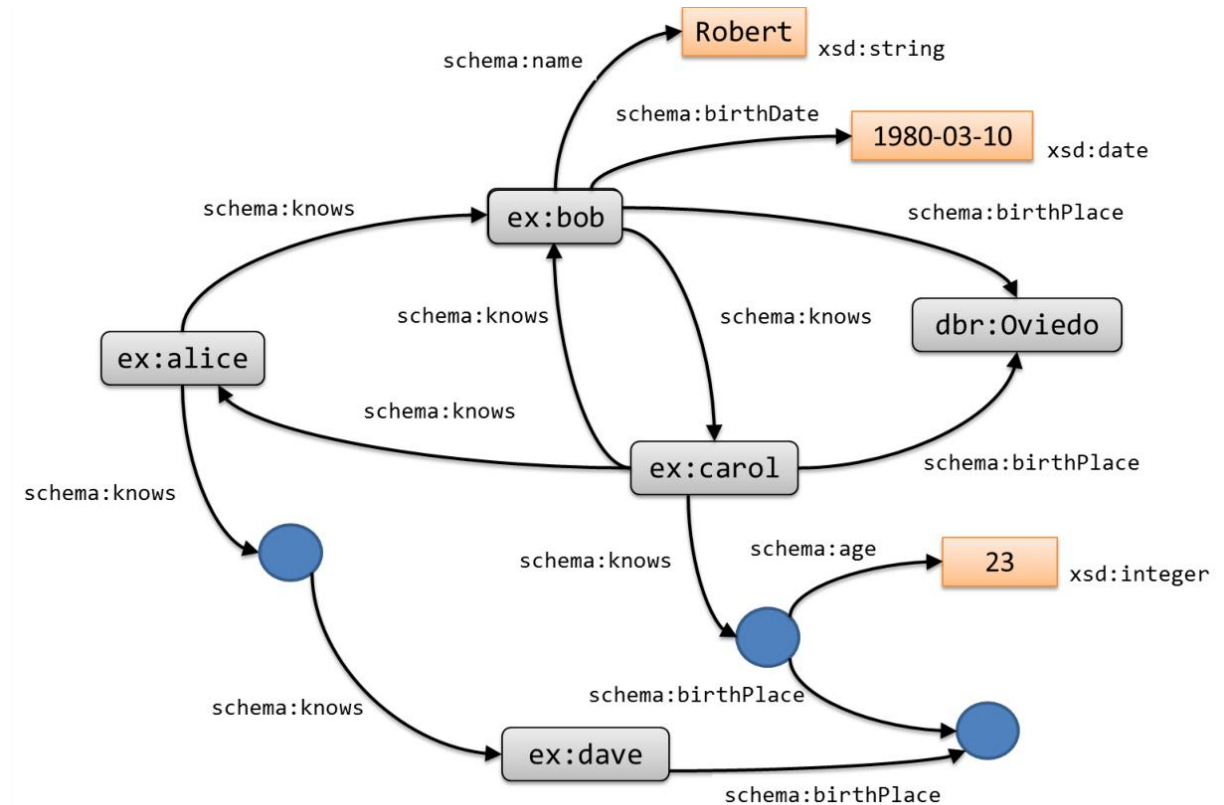 Robert
xsd:string
schema:name
schema:birthDate
1980-03-10
xsd:date
schema:knows
ex:bob
schema:birthPlace
schema:knows
schema:knows
dbr:Oviedo
ex:alice
schema:knows
ex:carol
schema:birthPlace
schema:knows
schema:knows
schema:age
23
xsd:integer
schema:birthPlace
schema:knows
ex:dave
schema:birthPlace